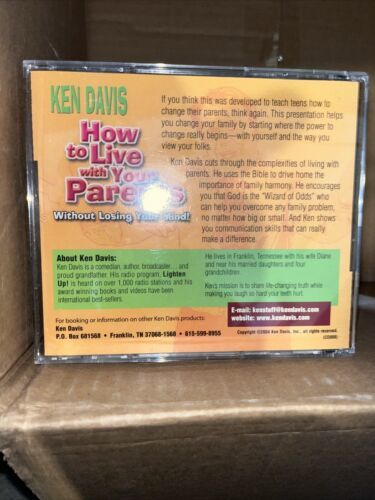 KEN DAVIS
How
to Live
with Your
Parents
Without Losing Your Mind!
If you think this was developed to teach teens how to
change their parents, think again. This presentation helps
you change your family by starting where the power to
change really begins—with yourself and the way you
view your folks.
Ken Davis cuts through the complexities of living with
parents. He uses the Bible to drive home the
importance of family harmony. He encourages
you that God is the "Wizard of Odds" who can
help you overcome any family problem,
no matter how big or small. And Ken shows
you communication skills that can really
make a difference.
About Ken Davis:
Ken Davis is a comedian, author, broadcaster... and
proud grandfather. His radio program, Lighten
Up! is heard on over 1,000 radio stations and his
award winning books and videos have been
international best-sellers.
He lives in Franklin, Tennessee with his wife Diane
and near his married daughters and four
grandchildren.
Ken's mission is to share life-changing truth while
making you laugh so hard your teeth hurt.
For booking or information on other Ken Davis products:
Ken Davis
P.O. Box 681568 • Franklin, TN 37068-1568 • 615-599-8955
E-mail: kenstuff@kendavis.com
website: www.kendavis.com
Copyright ©2004 Ken Davis, Inc., all rights reserved.